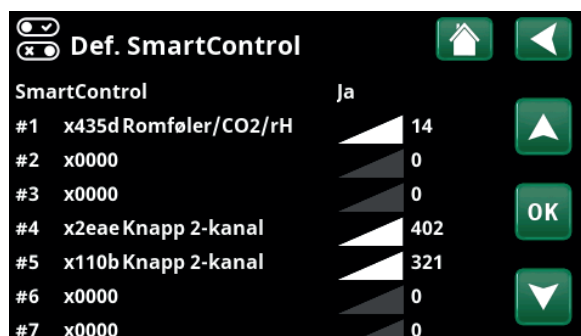 Def. SmartControl
SmartControl Ja
#1 x435d Romføler/CO2/rH 14
#2 x0000 0
#3 x0000 0
#4 x2eae Knapp 2-kanal 402
OK
#5 x110b Knapp 2-kanal 321
#6 x0000 0
#7 x0000 0